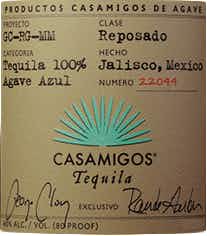 PRODUCTOS CASAMIGOS DE AGAVE
PROYECTO CLASE
GC-RG-MM Reposado
CATEGORIA HECHO
Tequila 100% Jalisco, Mexico
Agave Azul NUMERO 22044
CASAMIGOS®
Tequila
EXCLUSIVO
40% ALC./VOL. (80 PROOF)